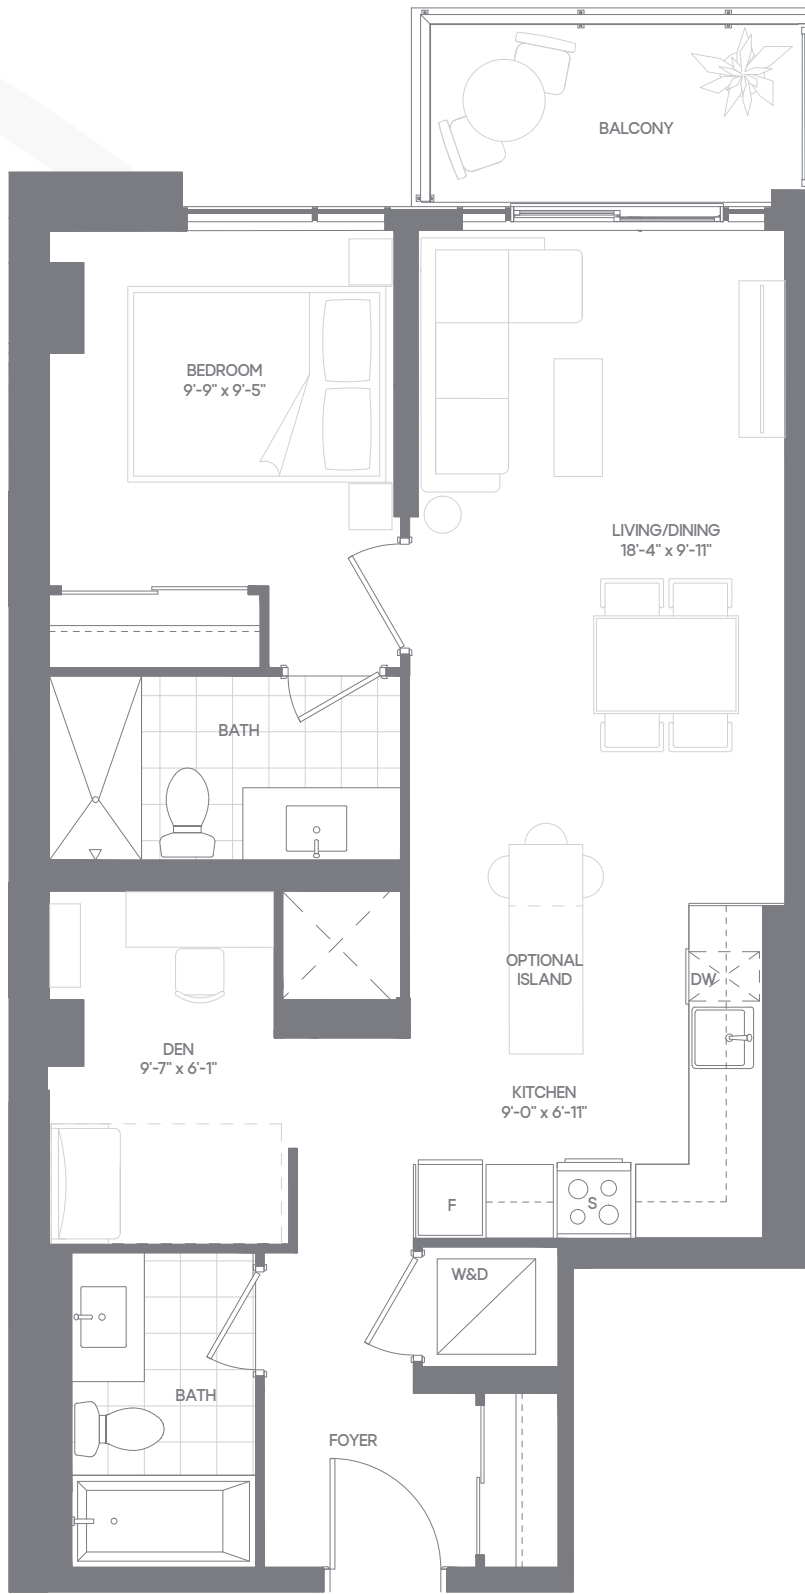 BALCONY
BEDROOM
9'-9" x 9'-5"
LIVING/DINING
18'-4" x 9'-11"
BATH
OPTIONAL
ISLAND
DW
DEN
9'-7" x 6'-1"
KITCHEN
9'-0" x 6'-11"
F
S
W&D
BATH
FOYER